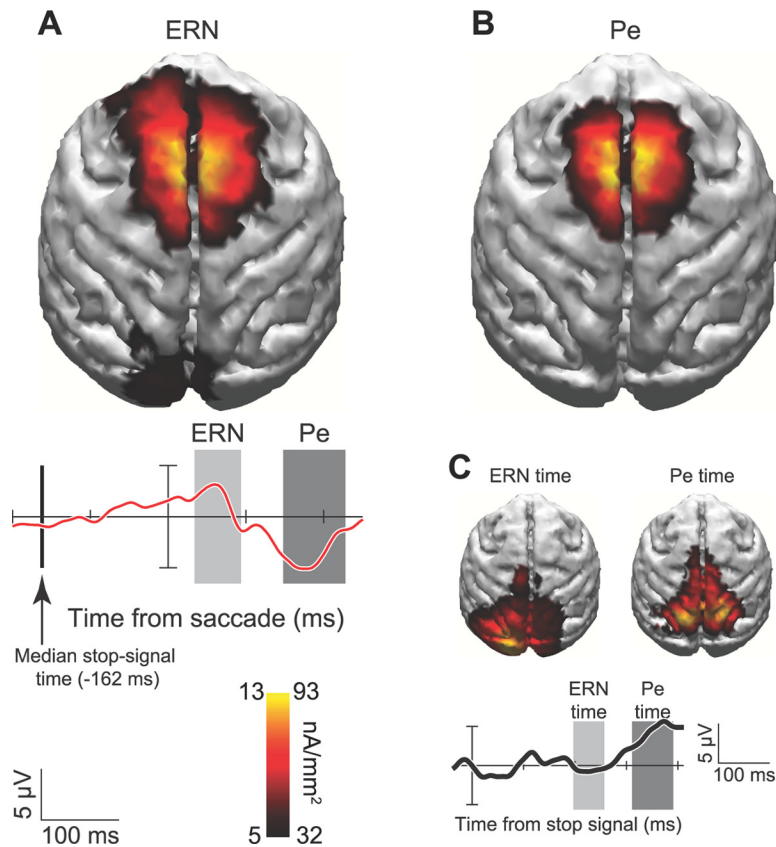 A
ERN
B
Pe
ERN
Pe
Time from saccade (ms)
Median stop-signal
time (-162 ms)
13 93
nA/mm²
5 32
5 µV
100 ms
C
ERN time
Pe time
ERN
time
Pe
time
5 µV
100 ms
Time from stop signal (ms)